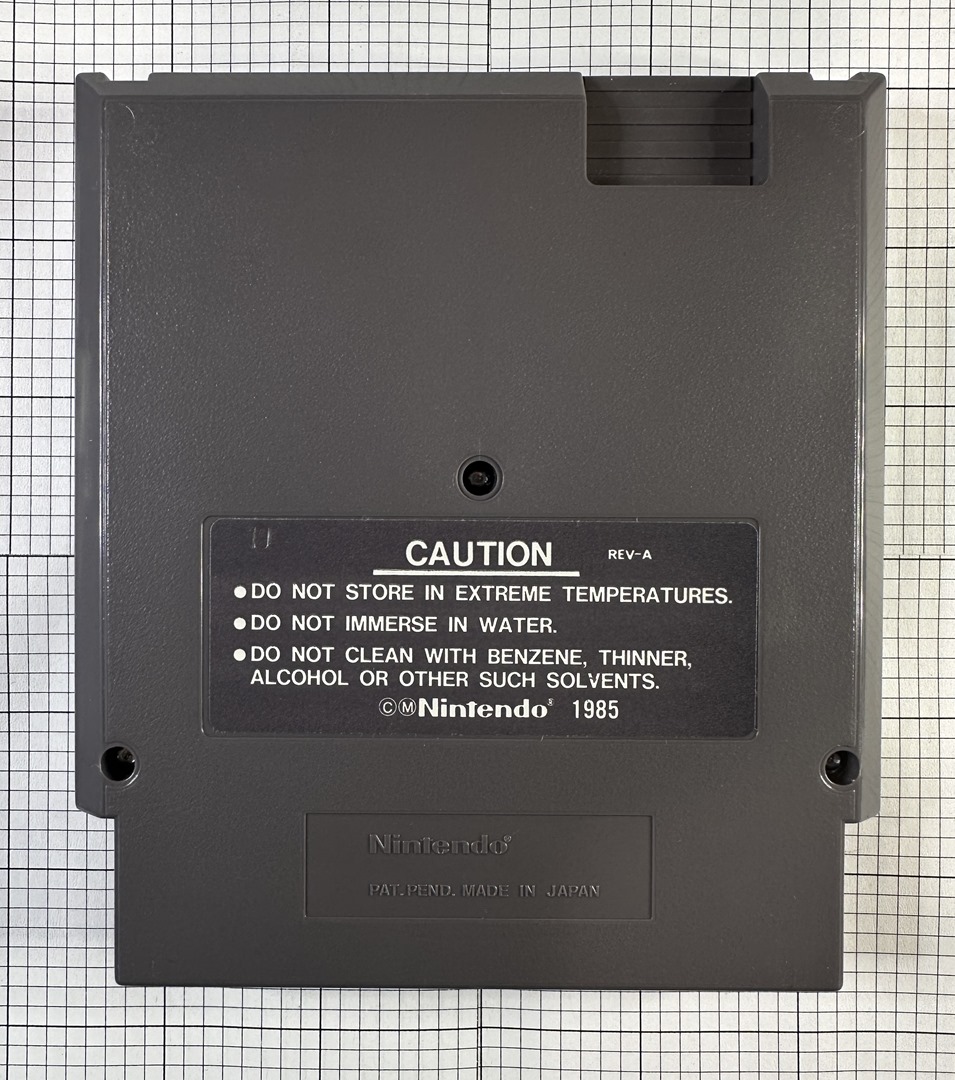 CAUTION REV-A
●DO NOT STORE IN EXTREME TEMPERATURES.
●DO NOT IMMERSE IN WATER.
●DO NOT CLEAN WITH BENZENE, THINNER,
ALCOHOL OR OTHER SUCH SOLVENTS.
ⒸⓂNintendo® 1985
Nintendo®
PAT. PEND. MADE IN JAPAN